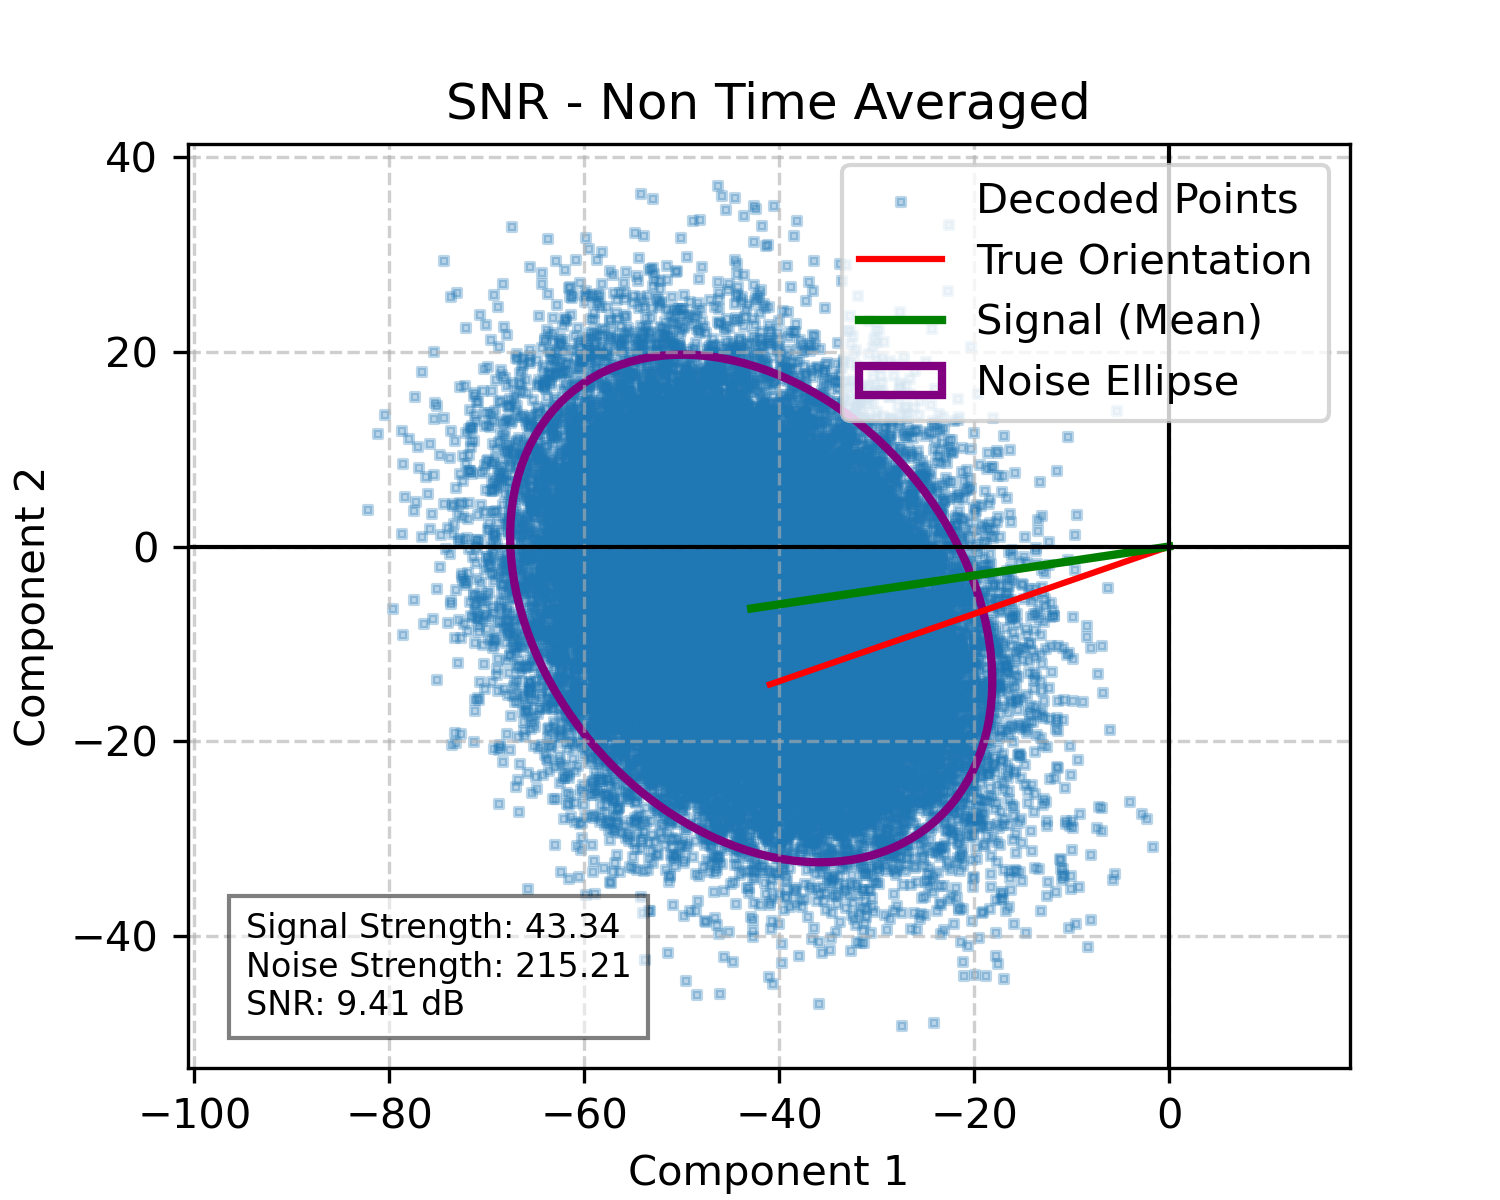 SNR - Non Time Averaged
40
20
0
−20
−40
Component 2
Decoded Points
True Orientation
Signal (Mean)
Noise Ellipse
Signal Strength: 43.34
Noise Strength: 215.21
SNR: 9.41 dB
−100
−80
−60
−40
−20
0
Component 1